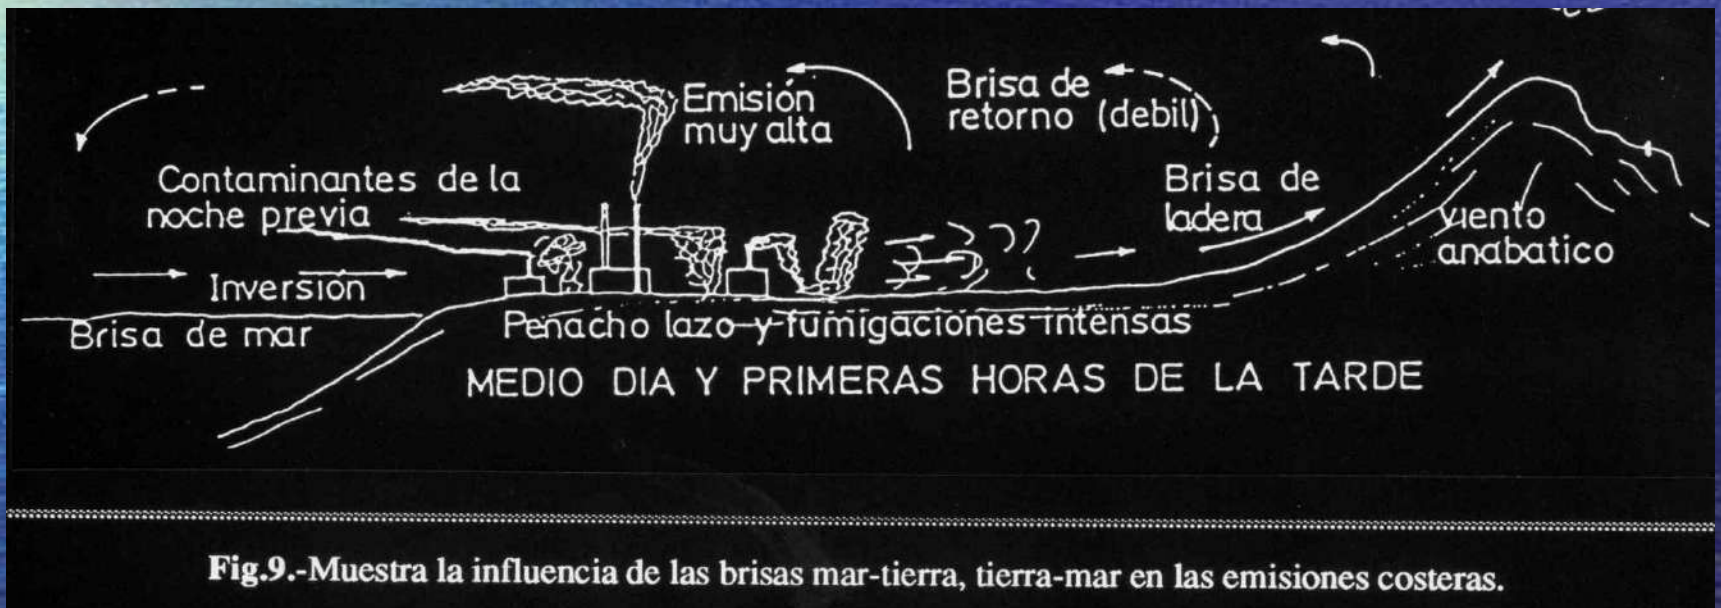 Emisión
muy alta
Brisa de
retorno (debil)
Contaminantes de la
noche previa
Brisa de
ladera
viento
anabatico
Inversión
Brisa de mar
Penacho lazo y fumigaciones intensas
MEDIO DIA Y PRIMERAS HORAS DE LA TARDE
Fig.9.-Muestra la influencia de las brisas mar-tierra, tierra-mar en las emisiones costeras.